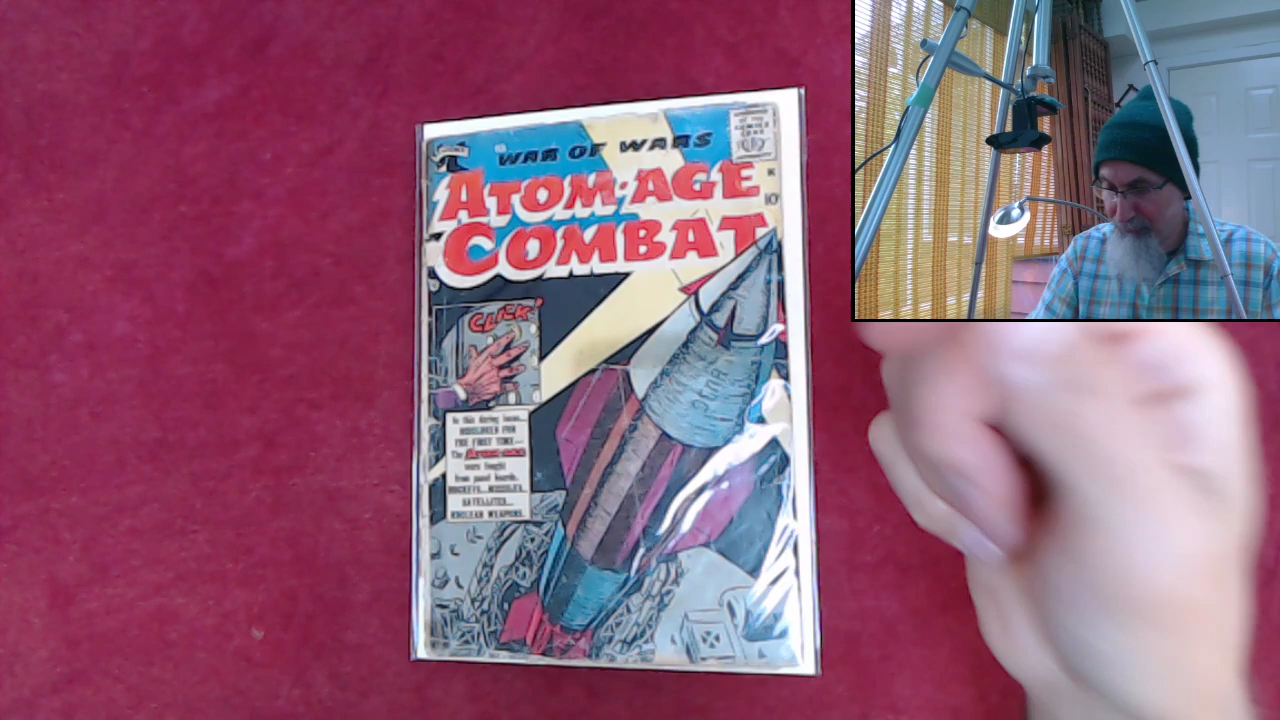 WAR OF WARS
ATOM-AGE
COMBAT
10¢
CLICK!
In this daring issue...
DISCLOSED FOR
THE FIRST TIME—
The ATOM-AGE
wars fought
from panel boards.
ROCKETS...MISSILES,
SATELLITES...
NUCLEAR WEAPONS.